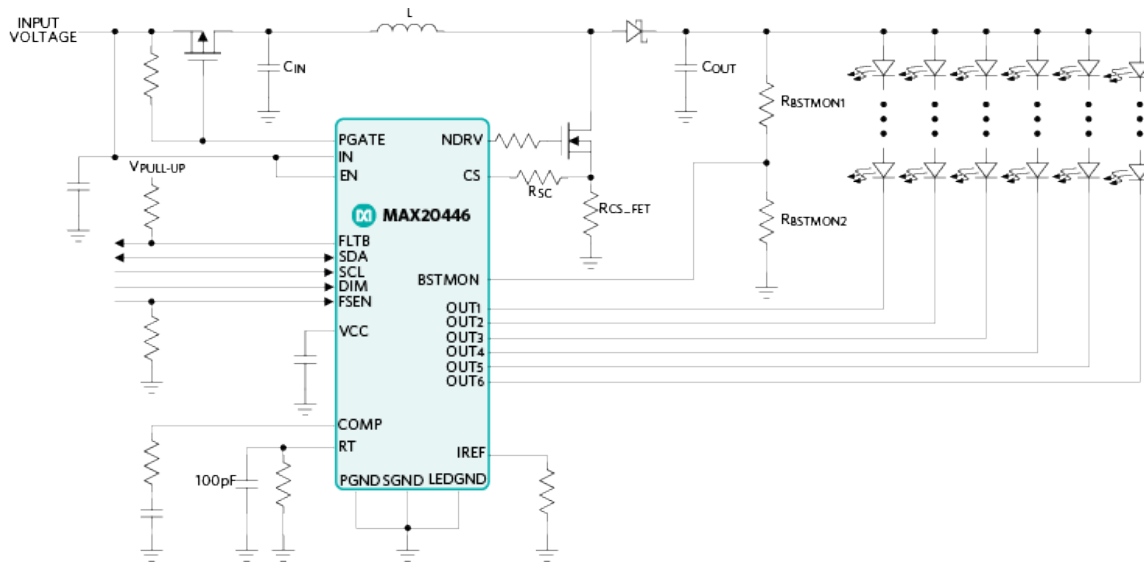 INPUT
VOLTAGE
L
CIN
COUT
RBSTMON1
PGATE
NDRV
IN
VPULL-UP
EN
CS
RSC
RCS_FET
MAX20446
RBSTMON2
FLTB
SDA
SCL
BSTMON
DIM
FSEN
OUT1
OUT2
VCC
OUT3
OUT4
OUT5
OUT6
COMP
RT
IREF
100pF
PGND SGND LEDGND